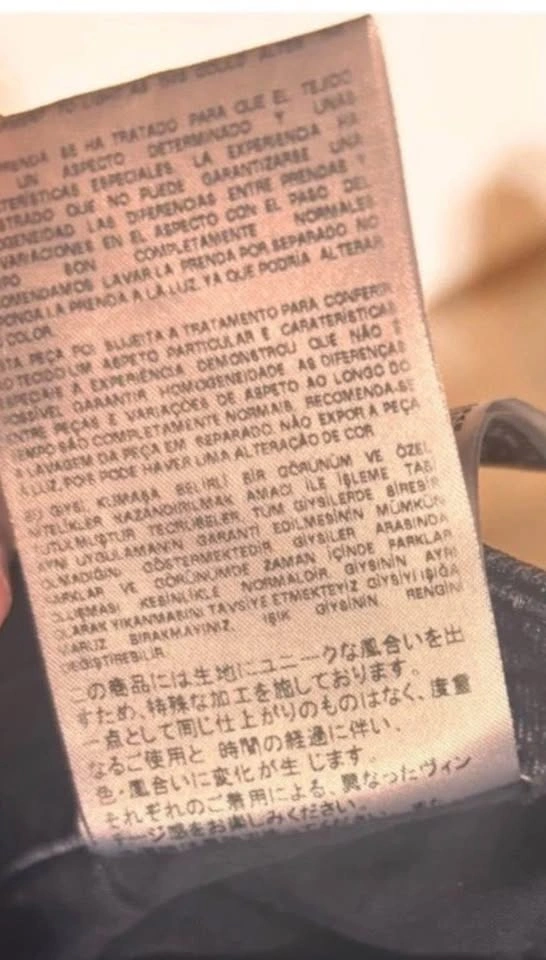 TO LIGHT, AS THIS COULD ALTER
PRENDA SE HA TRATADO PARA QUE EL TEJIDO
UN ASPECTO DETERMINADO Y UNAS
TERÍSTICAS ESPECIALES. LA EXPERIENCIA HA
STRADO QUE NO PUEDE GARANTIZARSE UNA
OGENEIDAD. LAS DIFERENCIAS ENTRE PRENDAS Y
VARIACIONES EN EL ASPECTO CON EL PASO DEL
PO SON COMPLETAMENTE NORMALES.
OMENDAMOS LAVAR LA PRENDA POR SEPARADO. NO
PONGA LA PRENDA A LA LUZ, YA QUE PODRÍA ALTERAR
COLOR.
TA PEÇA FOI SUJEITA A TRATAMENTO PARA CONFERIR
O TECIDO UM ASPETO PARTICULAR E CARATERÍSTICAS
SPECIAIS. A EXPERIÊNCIA DEMONSTROU QUE NÃO É
OSSÍVEL GARANTIR HOMOGENEIDADE. AS DIFERENÇAS
ENTRE PEÇAS E VARIAÇÕES DE ASPETO AO LONGO DO
TEMPO SÃO COMPLETAMENTE NORMAIS. RECOMENDA-SE
A LAVAGEM DA PEÇA EM SEPARADO. NÃO EXPOR A PEÇA
À LUZ, POIS PODE HAVER UMA ALTERAÇÃO DE COR
BU GİYSİ, KUMAŞA BELİRLİ BİR GÖRÜNÜM VE ÖZEL
NİTELİKLER KAZANDIRILMAK AMACI İLE İŞLEME TABİ
TUTULMUŞTUR. TECRÜBELER, TÜM GİYSİLERDE BİREBİR
AYNI UYGULAMANIN GARANTİ EDİLMESİNİN MÜMKÜN
OLMADIĞINI GÖSTERMEKTEDİR. GİYSİLER ARASINDA
FARKLAR VE GÖRÜNÜMDE ZAMAN İÇİNDE FARKLAR
OLUŞMASI KESİNLİKLE NORMALDİR. GİYSİNİN AYRI
OLARAK YIKANMASINI TAVSİYE ETMEKTEYİZ. GİYSİYİ IŞIĞA
MARUZ BIRAKMAYINIZ, IŞIK GİYSİNİN RENGİNİ
DEĞİŞTİREBİLİR.
この商品には生地にユニークな風合いを出
すため、特殊な加工を施しております。
一点として同じ仕上がりのものはなく、度重
なるご使用と 時間の経過に伴い、
色・風合いに変化が生じます。
それぞれのご着用による、異なったヴィン
テージ感をお楽しみください。